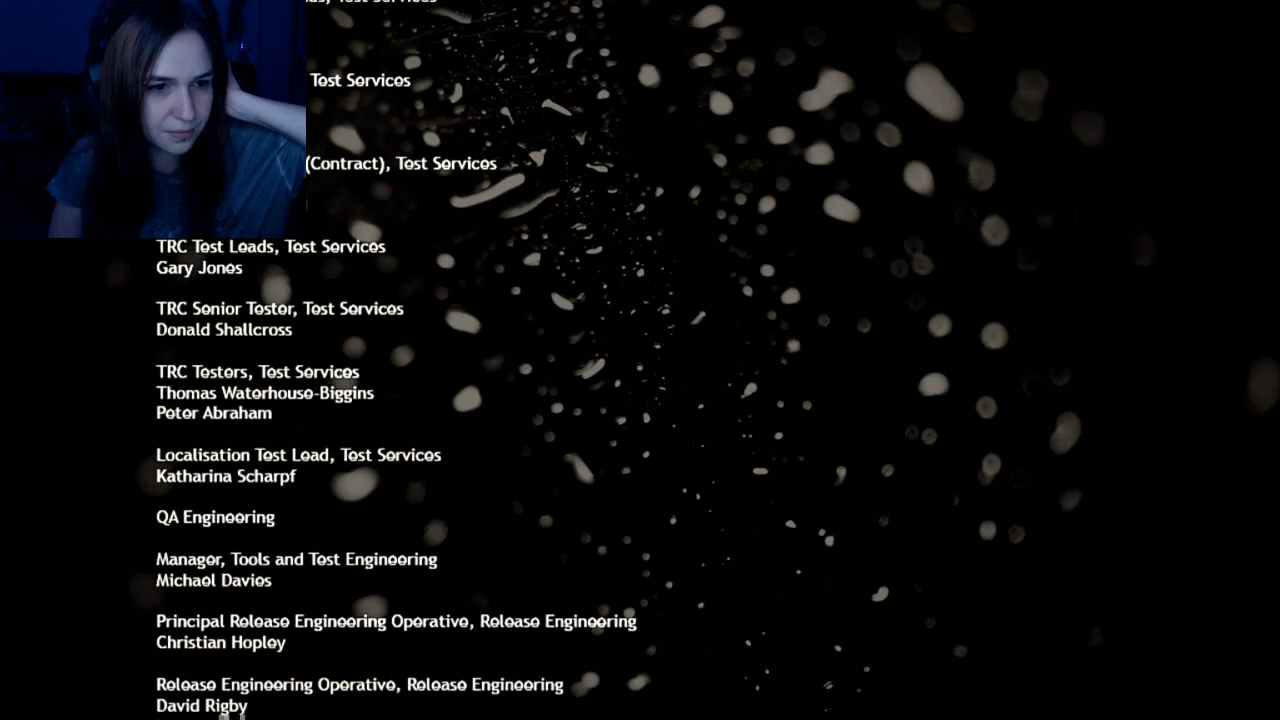 Test Services
Test Services
(Contract), Test Services
TRC Test Leads, Test Services
Gary Jones
TRC Senior Tester, Test Services
Donald Shallcross
TRC Testers, Test Services
Thomas Waterhouse-Biggins
Peter Abraham
Localisation Test Lead, Test Services
Katharina Scharpf
QA Engineering
Manager, Tools and Test Engineering
Michael Davies
Principal Release Engineering Operative, Release Engineering
Christian Hopley
Release Engineering Operative, Release Engineering
David Rigby